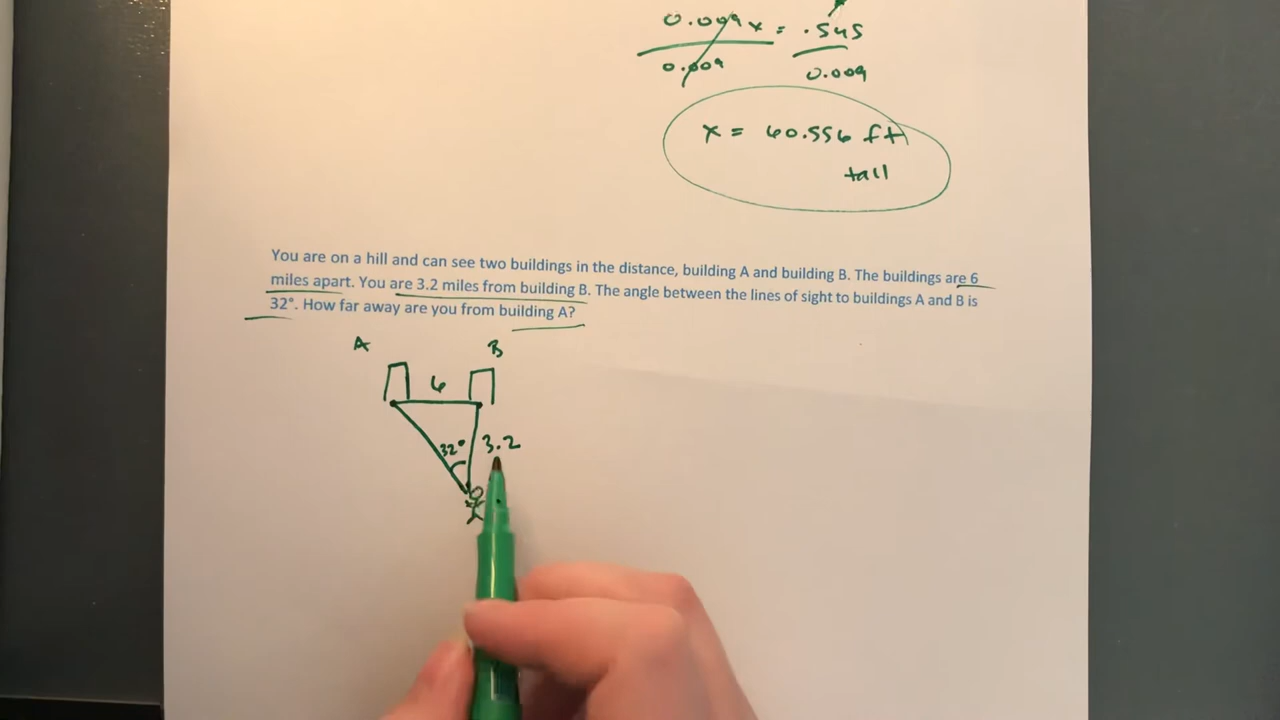 0.009x = .545
0.009 0.009
x = 60.556 ft
tall
You are on a hill and can see two buildings in the distance, building A and building B. The buildings are 6
miles apart. You are 3.2 miles from building B. The angle between the lines of sight to buildings A and B is
32°. How far away are you from building A?
A B
6
32° 3.2